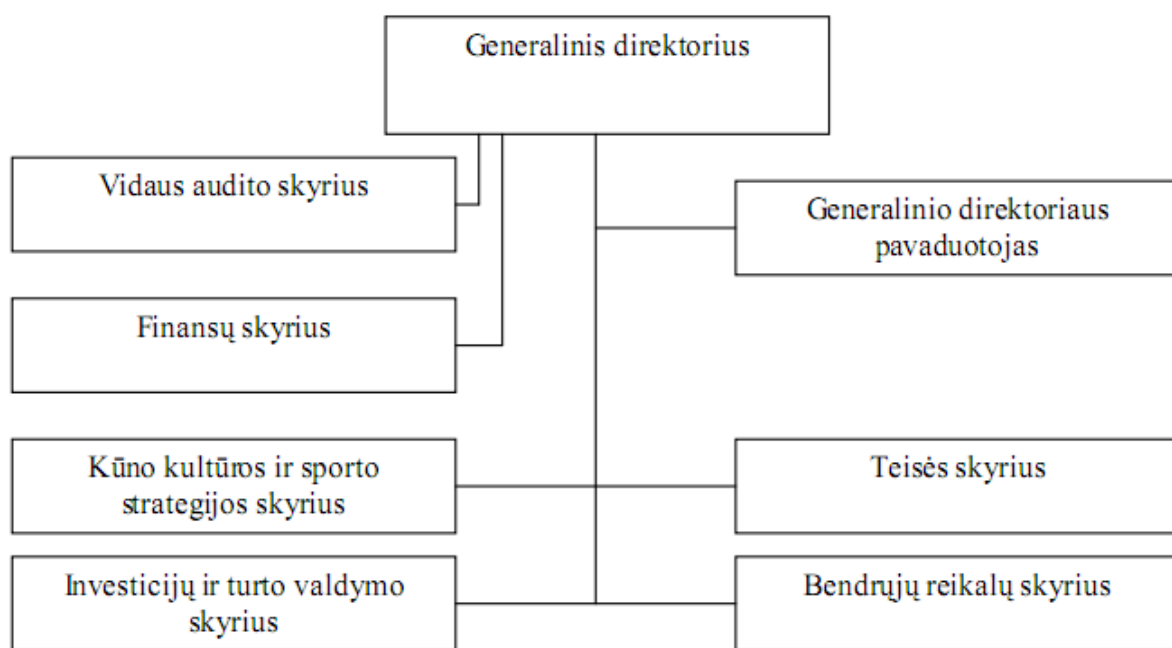 Generalinis direktorius
Vidaus audito skyrius
Generalinio direktoriaus
pavaduotojas
Finansų skyrius
Kūno kultūros ir sporto
strategijos skyrius
Teisės skyrius
Investicijų ir turto valdymo
skyrius
Bendrųjų reikalų skyrius